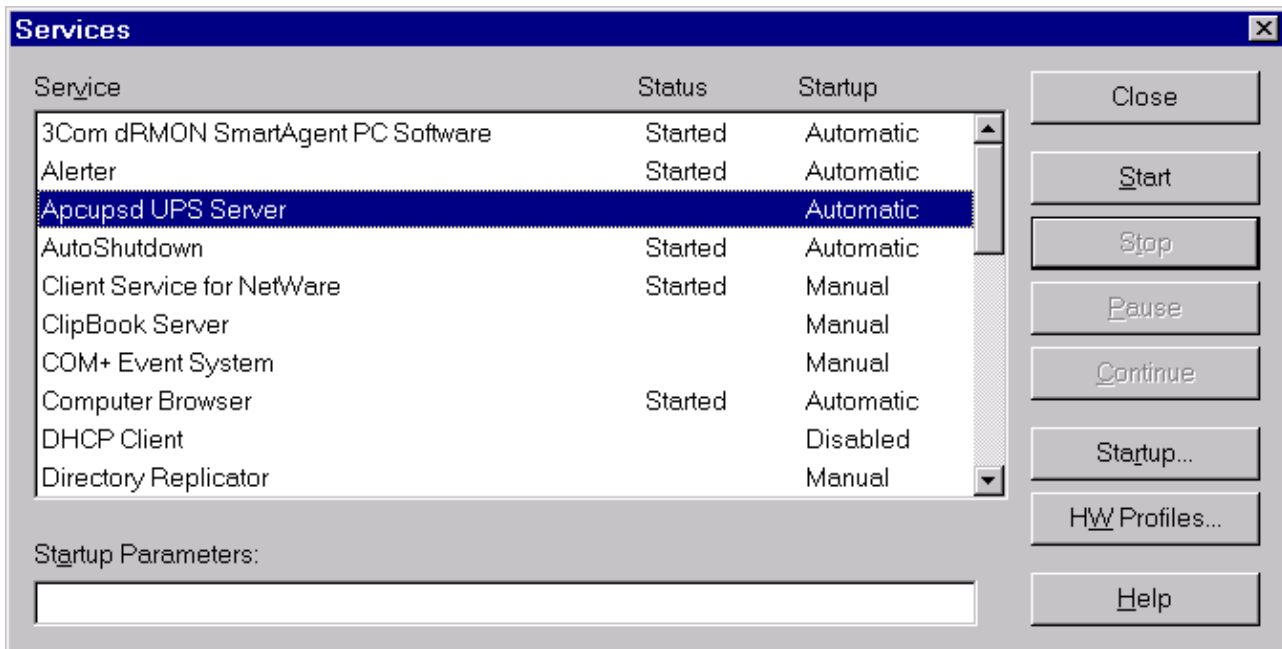 Services
Service Status Startup
3Com dRMON SmartAgent PC Software Started Automatic
Alerter Started Automatic
Apcupsd UPS Server Automatic
AutoShutdown Started Automatic
Client Service for NetWare Started Manual
ClipBook Server Manual
COM+ Event System Manual
Computer Browser Started Automatic
DHCP Client Disabled
Directory Replicator Manual
Startup Parameters:
Close
Start
Stop
Pause
Continue
Startup...
HW Profiles...
Help